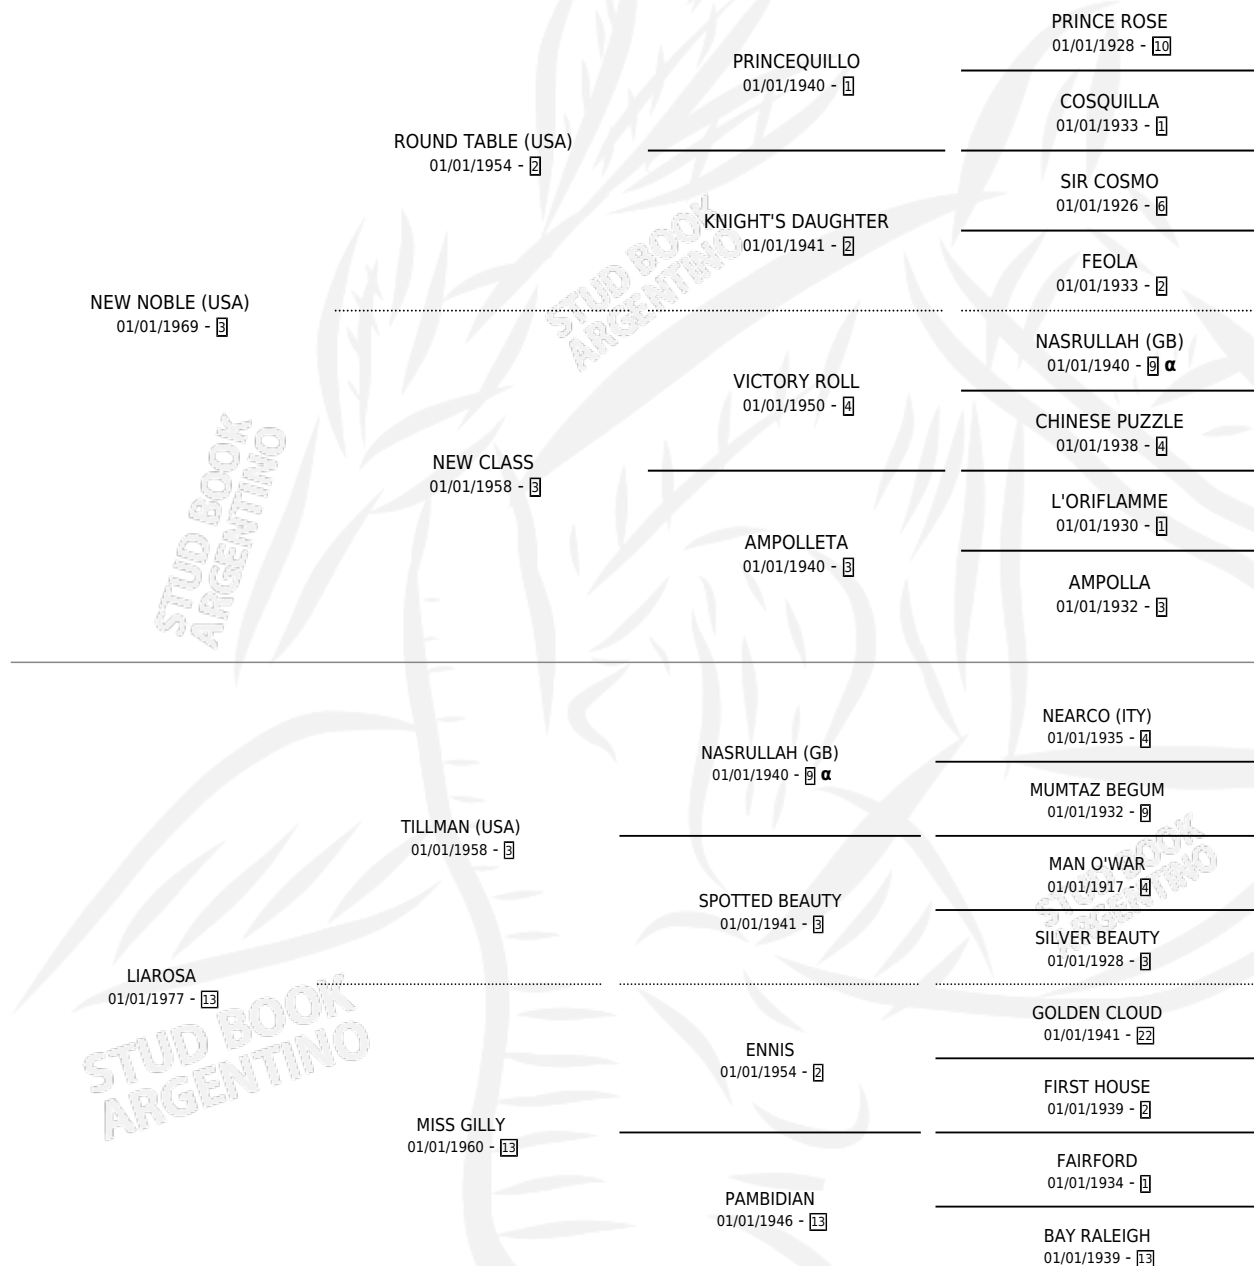 PRINCE ROSE
01/01/1928 - 10
PRINCEQUILLO
01/01/1940 - 1
COSQUILLA
01/01/1933 - 1
ROUND TABLE (USA)
01/01/1954 - 2
SIR COSMO
01/01/1926 - 6
KNIGHT'S DAUGHTER
01/01/1941 - 2
FEOLA
01/01/1933 - 2
NEW NOBLE (USA)
01/01/1969 - 3
NASRULLAH (GB)
01/01/1940 - 9 α
VICTORY ROLL
01/01/1950 - 4
CHINESE PUZZLE
01/01/1938 - 4
NEW CLASS
01/01/1958 - 3
L'ORIFLAMME
01/01/1930 - 1
AMPOLLETA
01/01/1940 - 3
AMPOLLA
01/01/1932 - 3
NEARCO (ITY)
01/01/1935 - 4
NASRULLAH (GB)
01/01/1940 - 9 α
MUMTAZ BEGUM
01/01/1932 - 9
TILLMAN (USA)
01/01/1958 - 3
MAN O'WAR
01/01/1917 - 4
SPOTTED BEAUTY
01/01/1941 - 3
SILVER BEAUTY
01/01/1928 - 3
LIAROSA
01/01/1977 - 13
GOLDEN CLOUD
01/01/1941 - 22
ENNIS
01/01/1954 - 2
FIRST HOUSE
01/01/1939 - 2
MISS GILLY
01/01/1960 - 13
FAIRFORD
01/01/1934 - 1
PAMBIDIAN
01/01/1946 - 13
BAY RALEIGH
01/01/1939 - 13
STUD BOOK
ARGENTINO
STUD BOOK
ARGENTINO
STUD BOOK
ARGENTINO
STUD BOOK
ARGENTINO